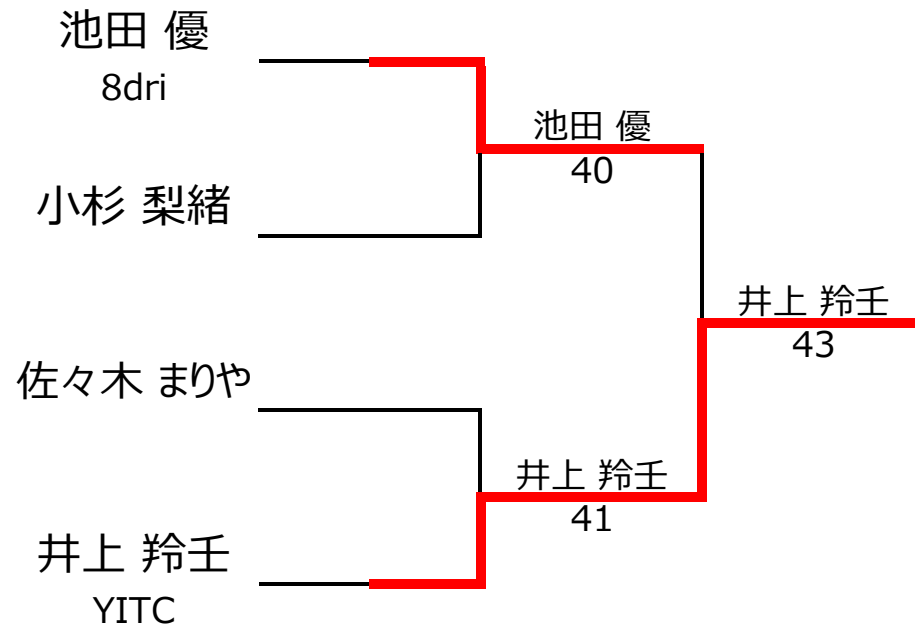 池田 優
8dri
小杉 梨緒
佐々木 まりや
井上 羚壬
YITC
池田 優
40
井上 羚壬
41
井上 羚壬
43